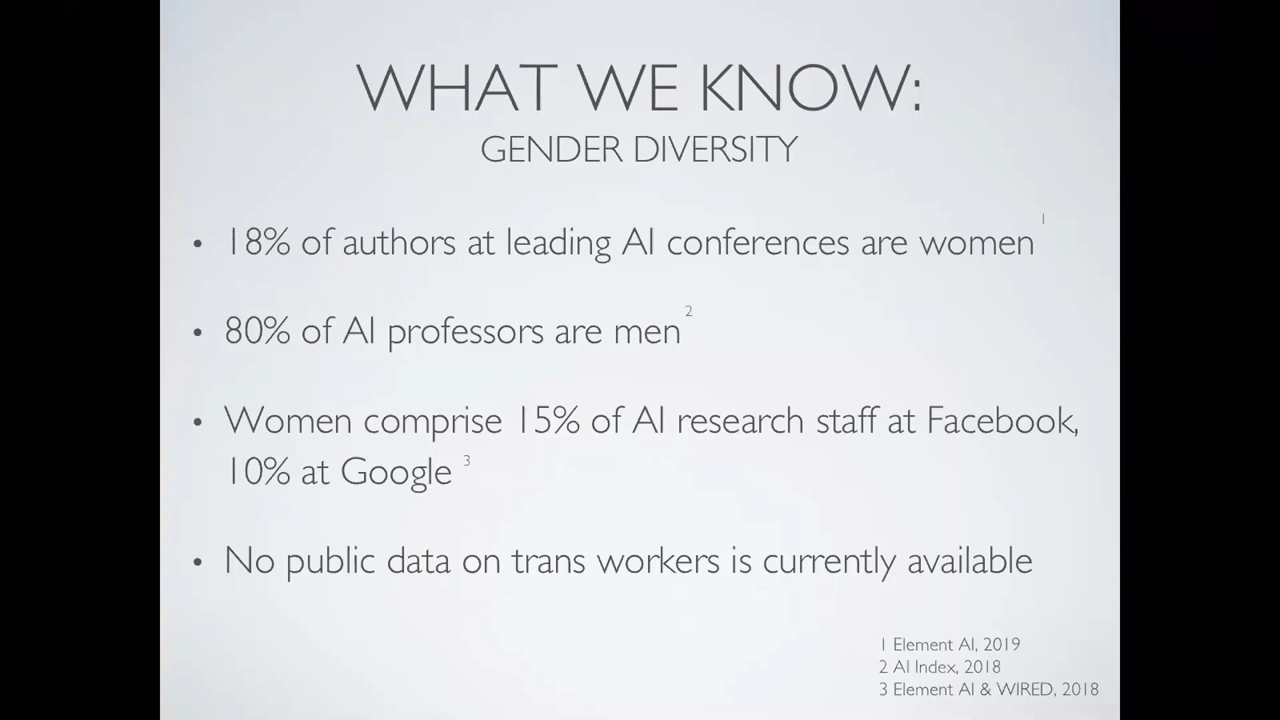 WHAT WE KNOW:
GENDER DIVERSITY
• 18% of authors at leading AI conferences are women 1
• 80% of AI professors are men 2
• Women comprise 15% of AI research staff at Facebook,
10% at Google 3
• No public data on trans workers is currently available
1 Element AI, 2019
2 AI Index, 2018
3 Element AI & WIRED, 2018